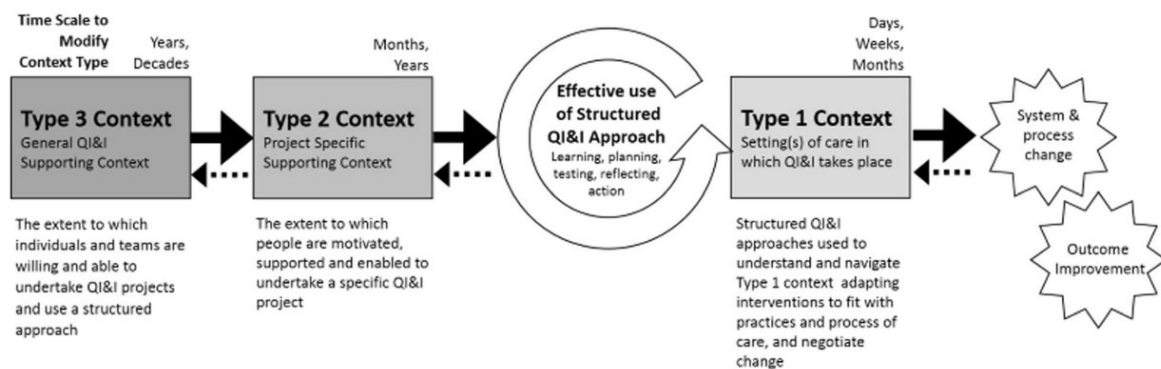 Time Scale to
Modify
Context Type
Years,
Decades
Type 3 Context
General QI&I
Supporting Context
The extent to which
individuals and teams are
willing and able to
undertake QI&I projects
and use a structured
approach
Months,
Years
Type 2 Context
Project Specific
Supporting Context
The extent to which
people are motivated,
supported and enabled to
undertake a specific QI&I
project
Effective use
of Structured
QI&I Approach
Learning, planning,
testing, reflecting,
action
Days,
Weeks,
Months
Type 1 Context
Setting(s) of care in
which QI&I takes place
Structured QI&I
approaches used to
understand and navigate
Type 1 context adapting
interventions to fit with
practices and process of
care, and negotiate
change
System &
process
change
Outcome
Improvement